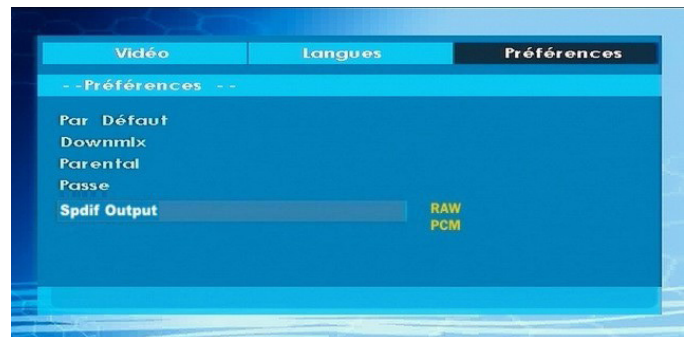 Vidéo Langues Préférences
--Préférences --
Par Défaut
Downmix
Parental
Passe
Spdif Output RAW
PCM